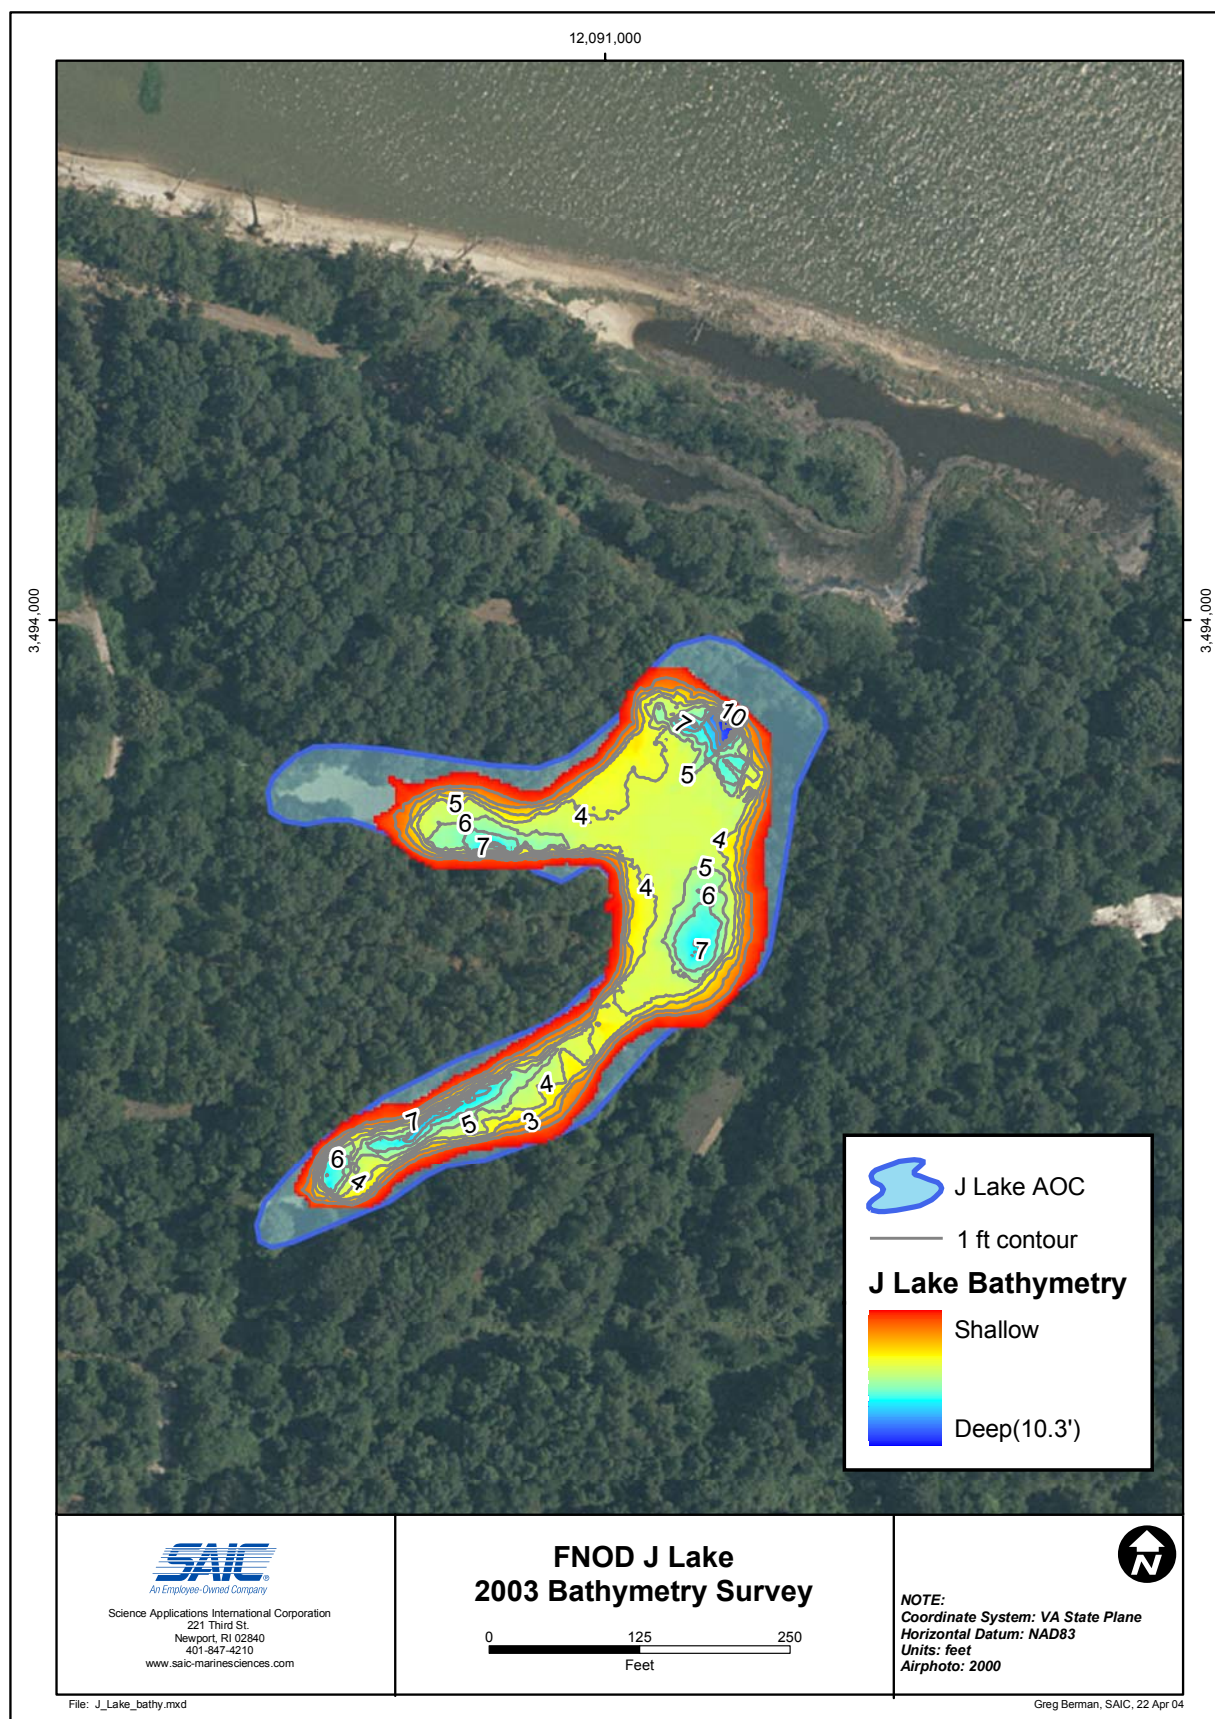 12,091,000
3,494,000
3,494,000
10
7
5
5
6
7
4
4
5
6
4
7
4
7
5
3
6
4
J Lake AOC
1 ft contour
J Lake Bathymetry
Shallow
Deep(10.3')
SAIC
An Employee-Owned Company
Science Applications International Corporation
221 Third St.
Newport, RI 02840
401-847-4210
www.saic-marinesciences.com
FNOD J Lake
2003 Bathymetry Survey
0 125 250
Feet
N
NOTE:
Coordinate System: VA State Plane
Horizontal Datum: NAD83
Units: feet
Airphoto: 2000
File: J_Lake_bathy.mxd
Greg Berman, SAIC, 22 Apr 04